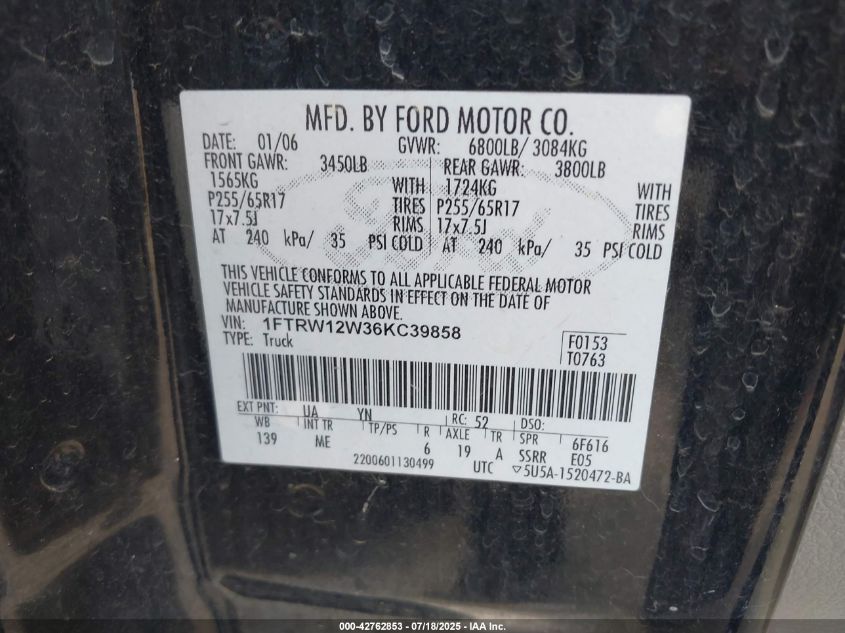 MFD. BY FORD MOTOR CO.
DATE: 01/06 GVWR: 6800LB/ 3084KG
FRONT GAWR: 3450LB REAR GAWR: 3800LB
1565KG WITH 1724KG WITH
P255/65R17 TIRES P255/65R17 TIRES
17x7.5J RIMS 17x7.5J RIMS
AT 240 kPa/ 35 PSI COLD AT 240 kPa/ 35 PSI COLD
THIS VEHICLE CONFORMS TO ALL APPLICABLE FEDERAL MOTOR
VEHICLE SAFETY STANDARDS IN EFFECT ON THE DATE OF
MANUFACTURE SHOWN ABOVE.
VIN: 1FTRW12W36KC39858
TYPE: Truck
F0153
T0763
EXT PNT: UA YN RC: 52 DSO:
WB INT TR TP/PS R AXLE TR SPR 6F616
139 ME 6 19 A SSRR E05
2200601130499 UTC ▽5U5A-1520472-BA
Ford
000-42762853 - 07/18/2025 - IAA Inc.